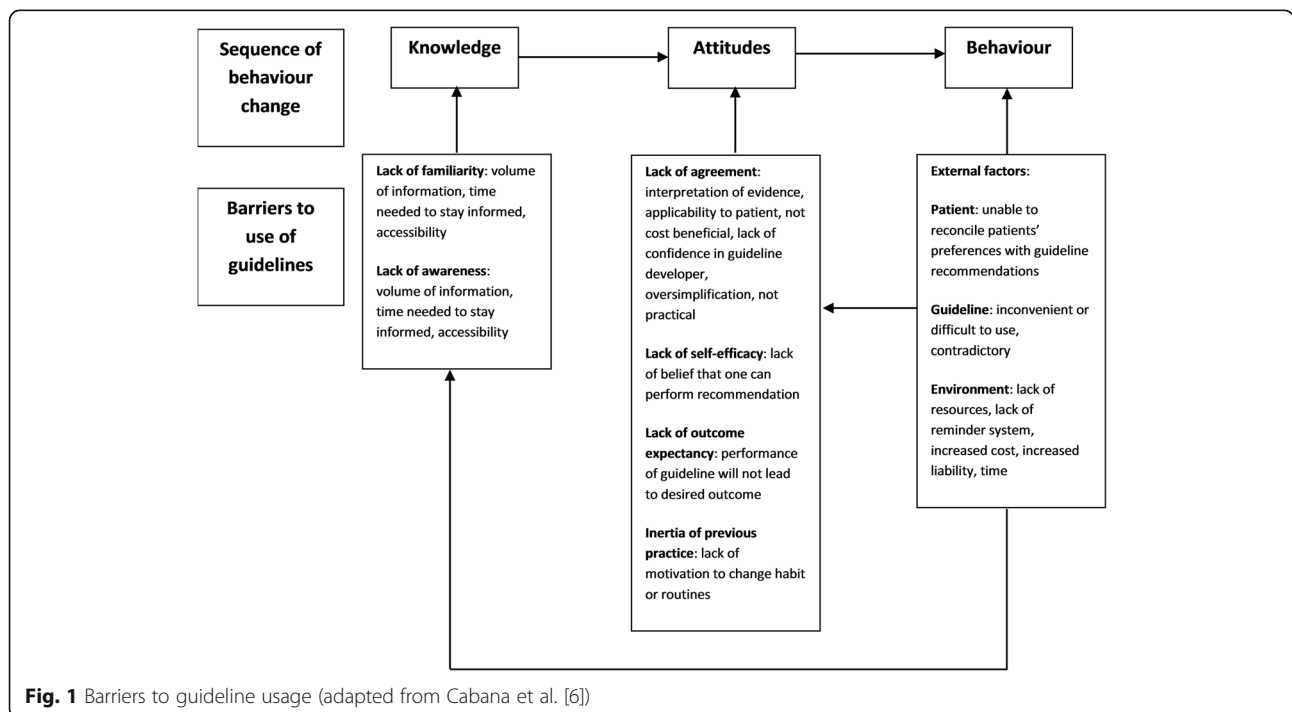 Sequence of
behaviour
change
Knowledge
Attitudes
Behaviour
Barriers to
use of
guidelines
Lack of familiarity: volume
of information, time
needed to stay informed,
accessibility
Lack of awareness:
volume of information,
time needed to stay
informed, accessibility
Lack of agreement:
interpretation of evidence,
applicability to patient, not
cost beneficial, lack of
confidence in guideline
developer,
oversimplification, not
practical
Lack of self-efficacy: lack
of belief that one can
perform recommendation
Lack of outcome
expectancy: performance
of guideline will not lead
to desired outcome
Inertia of previous
practice: lack of
motivation to change habit
or routines
External factors:
Patient: unable to
reconcile patients'
preferences with guideline
recommendations
Guideline: inconvenient or
difficult to use,
contradictory
Environment: lack of
resources, lack of
reminder system,
increased cost, increased
liability, time
Fig. 1 Barriers to guideline usage (adapted from Cabana et al. [6])